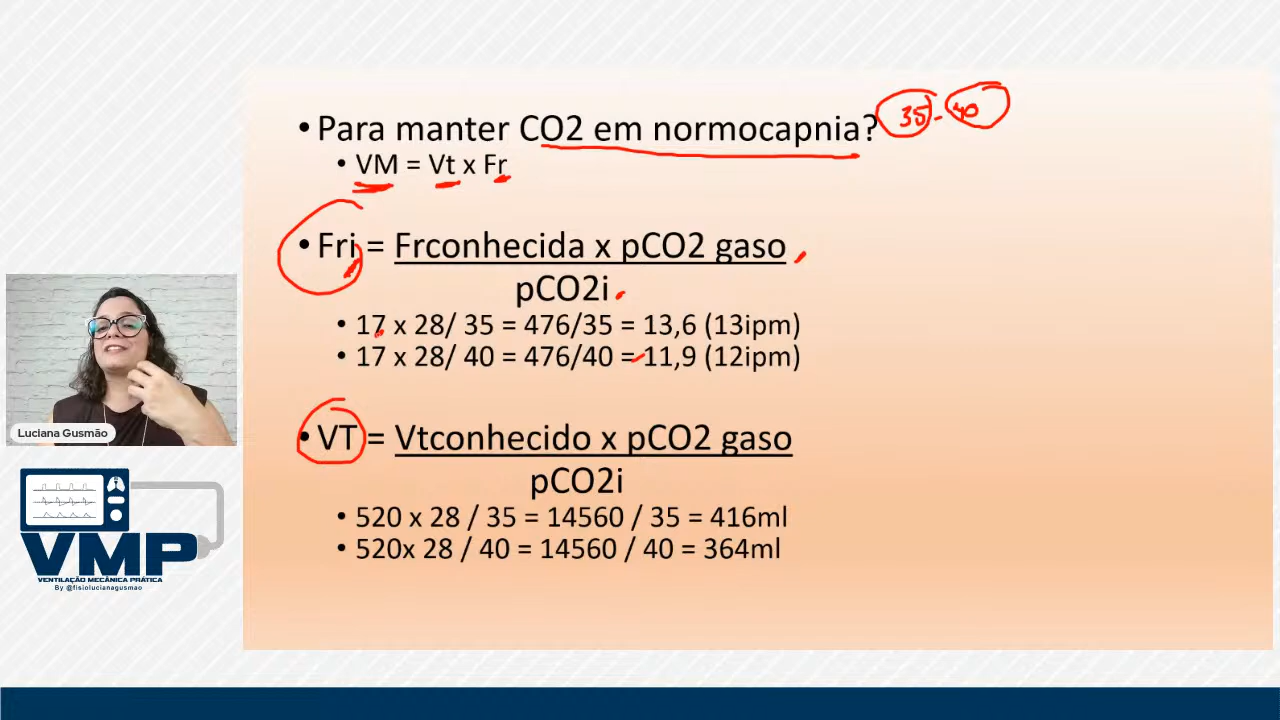 • Para manter CO2 em normocapnia? 35 - 40
• VM = Vt x Fr
• Fri = Frconhecida x pCO2 gaso
pCO2i
• 17 x 28/ 35 = 476/35 = 13,6 (13ipm)
• 17 x 28/ 40 = 476/40 = 11,9 (12ipm)
• VT = Vtconhecido x pCO2 gaso
pCO2i
• 520 x 28 / 35 = 14560 / 35 = 416ml
• 520x 28 / 40 = 14560 / 40 = 364ml
Luciana Gusmão
VMP
VENTILAÇÃO MECÂNICA PRÁTICA
By @fisiolucianagusmao